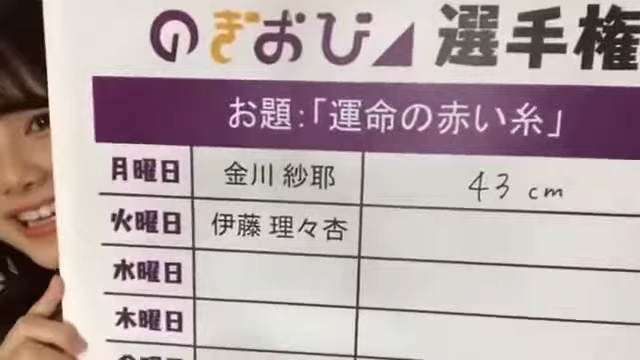 のぎおび 選手権
お題:「運命の赤い糸」
月曜日 金川 紗耶 43 cm
火曜日 伊藤 理々杏
水曜日
木曜日